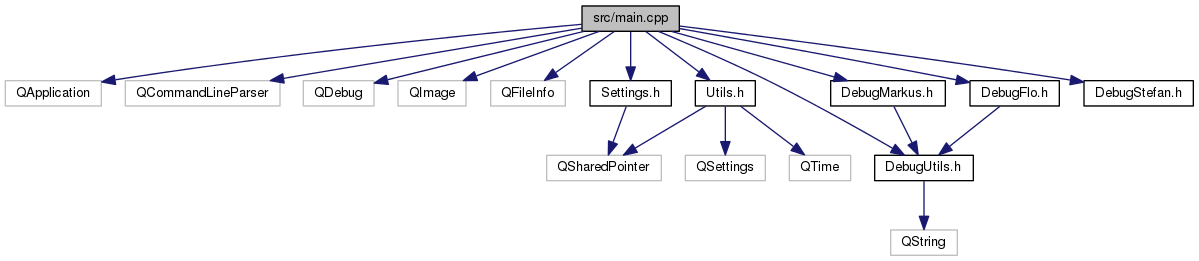 src/main.cpp
QApplication
QCommandLineParser
QDebug
QImage
QFileInfo
Settings.h
Utils.h
DebugMarkus.h
DebugFlo.h
DebugStefan.h
QSharedPointer
QSettings
QTime
DebugUtils.h
QString